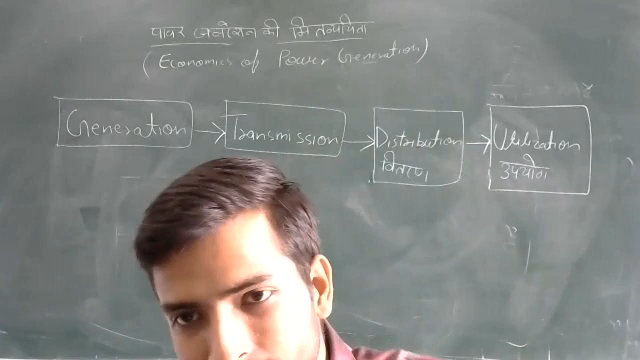 पावर जनरेशन की मितव्ययिता
(Economics of Power Generation)
Generation → Transmission → Distribution → Utilization
वितरण उपयोग